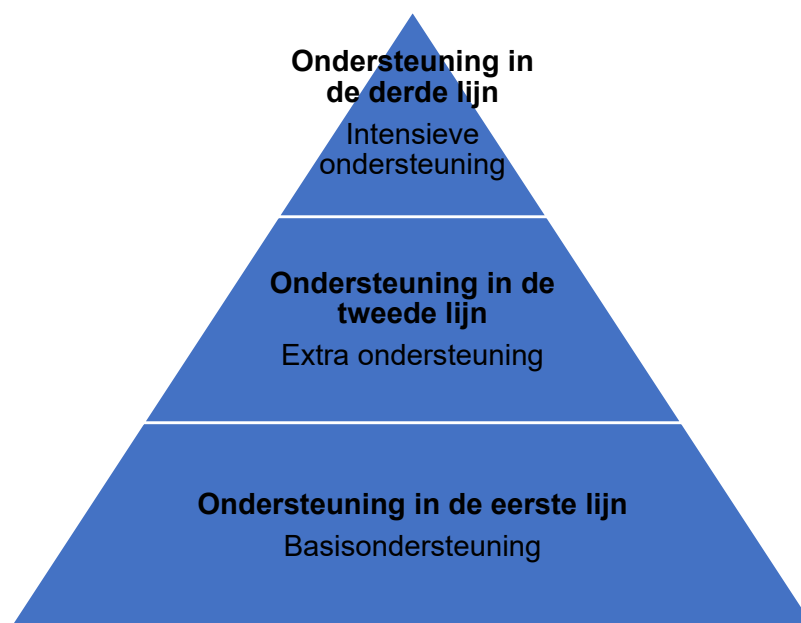 Ondersteuning in
de derde lijn
Intensieve
ondersteuning
Ondersteuning in de
tweede lijn
Extra ondersteuning
Ondersteuning in de eerste lijn
Basisondersteuning